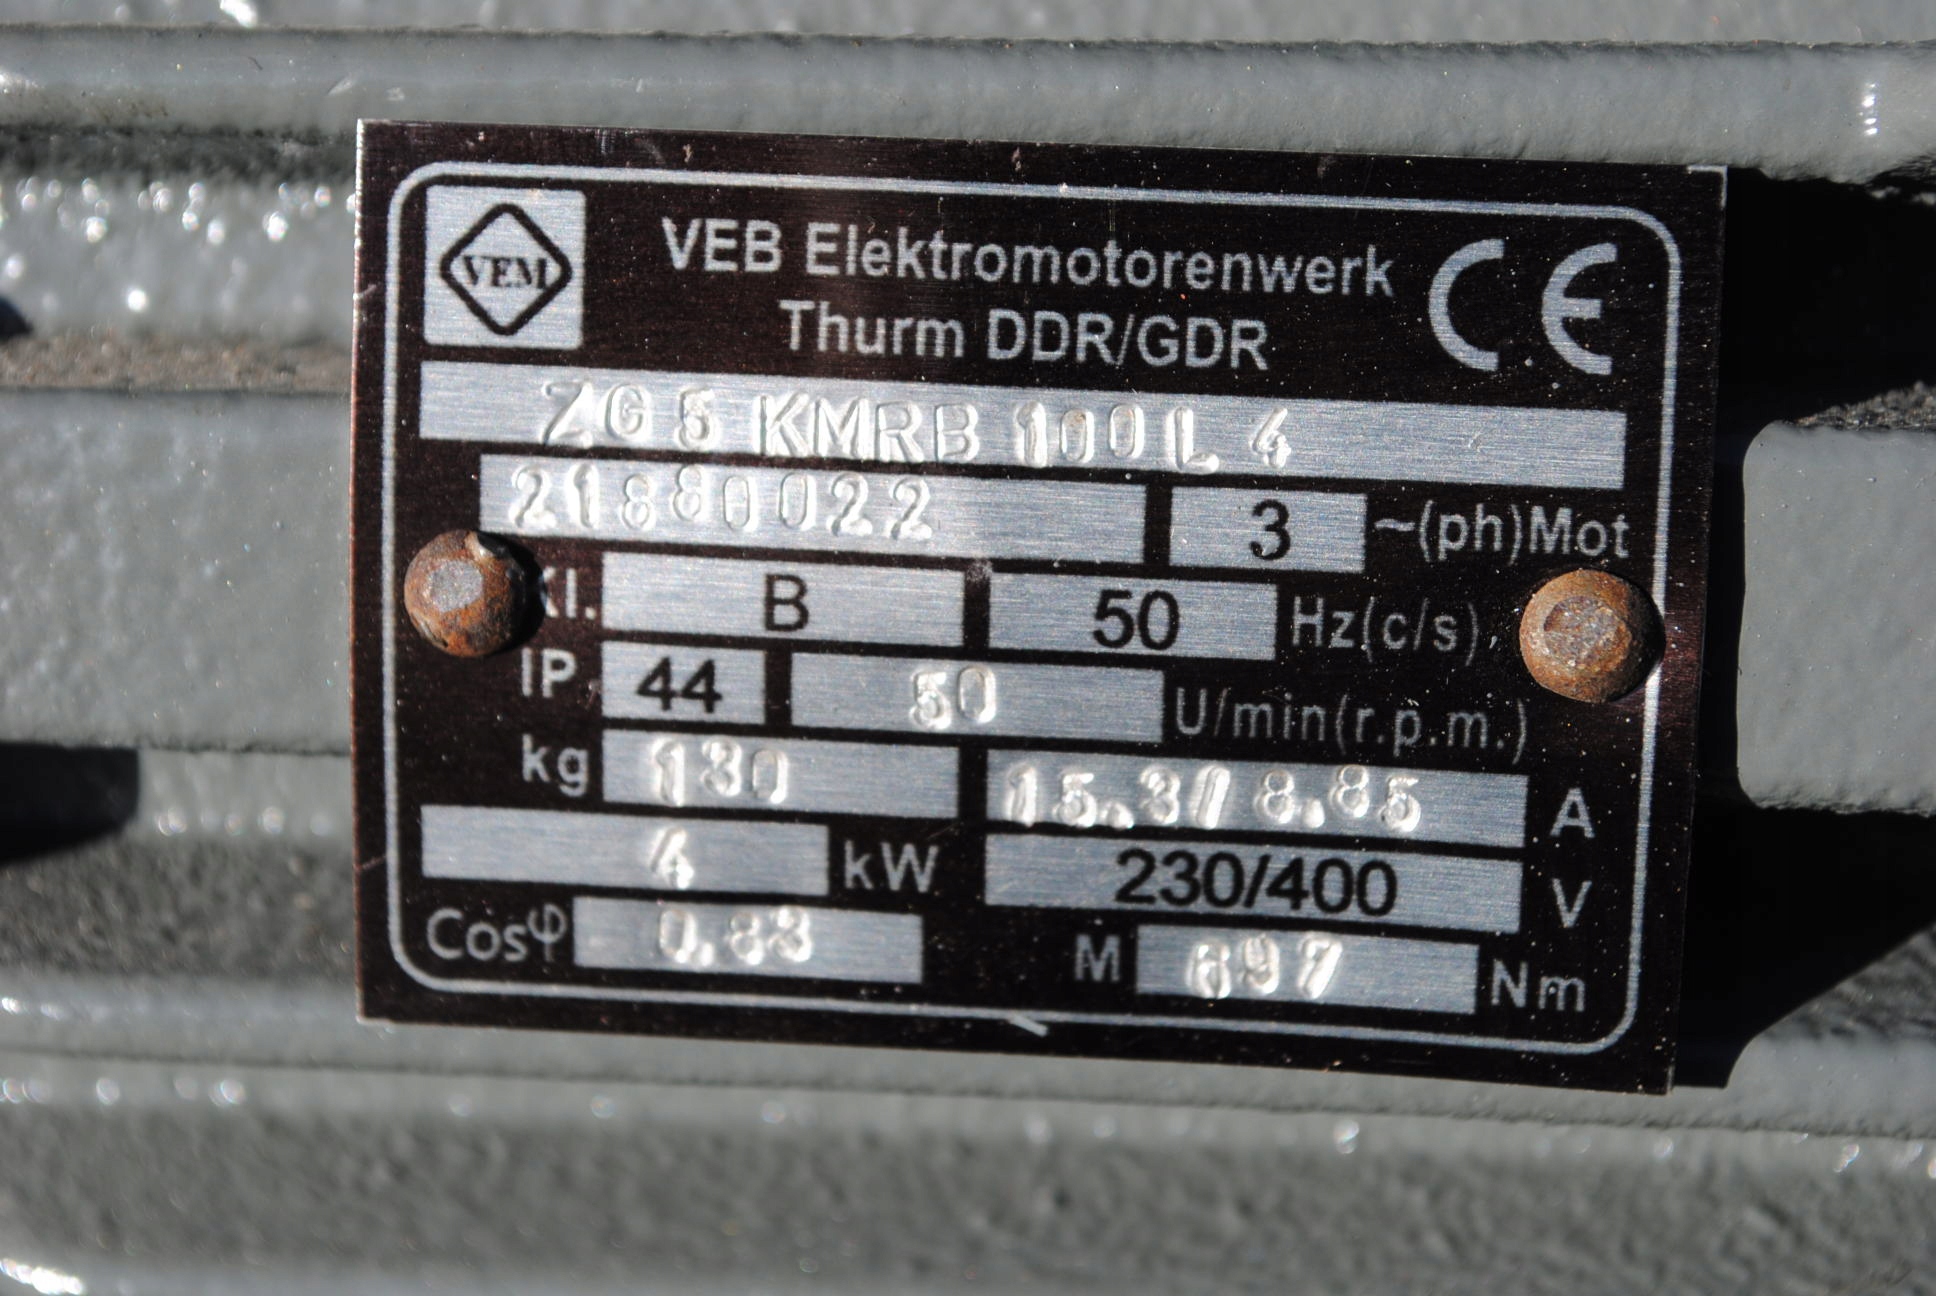 VEM
VEB Elektromotorenwerk
Thurm DDR/GDR
CE
ZG 5 KMRB 100 L 4
21880022 3 ~(ph)Mot
Kl. B 50 Hz(c/s)
IP 44 50 U/min(r.p.m.)
kg 130 15.3/8.85 A
4 kW 230/400 V
Cosφ 0.83 M 697 Nm